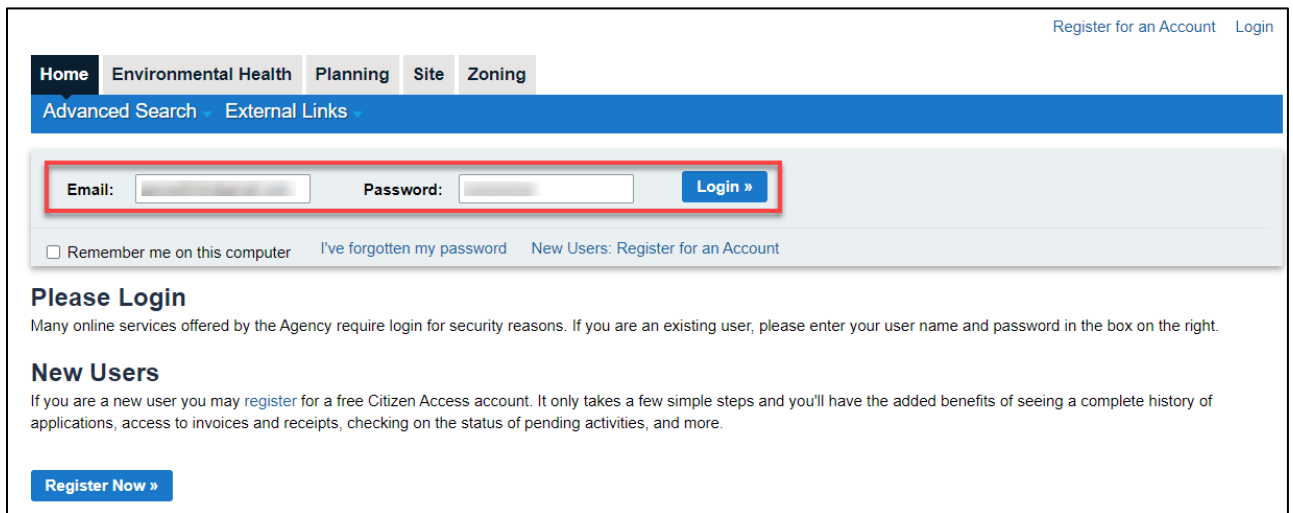 Register for an Account Login
Home Environmental Health Planning Site Zoning
Advanced Search External Links
Email: Password: Login »
Remember me on this computer I've forgotten my password New Users: Register for an Account
Please Login
Many online services offered by the Agency require login for security reasons. If you are an existing user, please enter your user name and password in the box on the right.
New Users
If you are a new user you may register for a free Citizen Access account. It only takes a few simple steps and you'll have the added benefits of seeing a complete history of
applications, access to invoices and receipts, checking on the status of pending activities, and more.
Register Now »